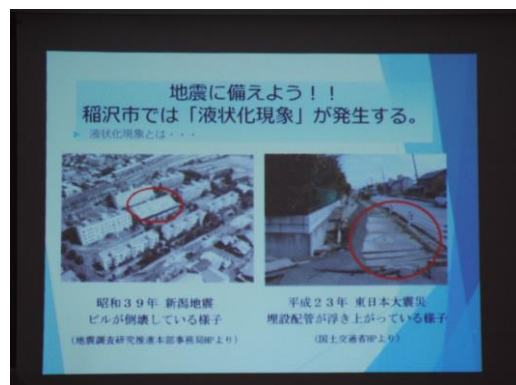 地震に備えよう！！
稲沢市では「液状化現象」が発生する。
液状化現象とは・・・
昭和３９年 新潟地震
ビルが倒壊している様子
（地震調査研究推進本部事務局HPより）
平成２３年 東日本大震災
埋設配管が浮き上がっている様子
（国土交通省HPより）